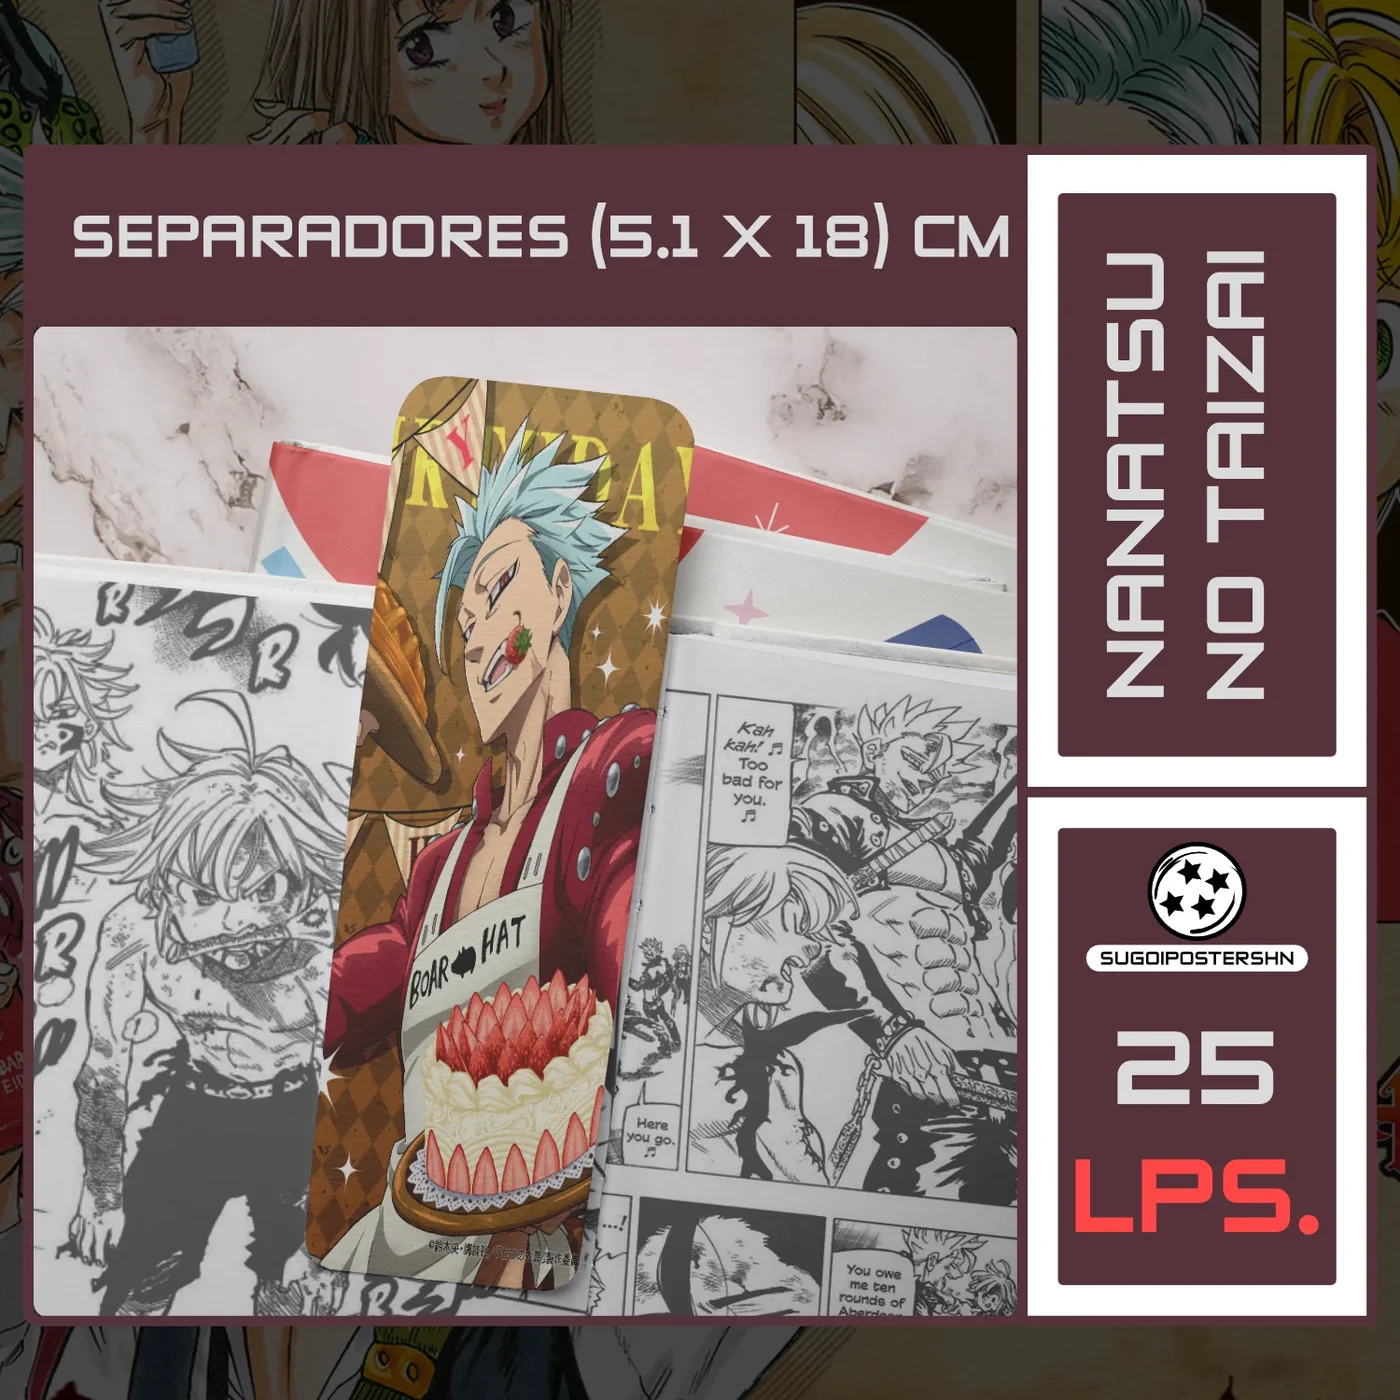 SEPARADORES (5.1 X 18) CM
NANATSU
NO TAIZAI
SUGOIPOSTERSHN
25
LPS.
Y
DA
BOAR HAT
Kah
kah! ♫
Too
bad for
you.
♫
Here
you go.
♫
...!
You owe
me ten
rounds of